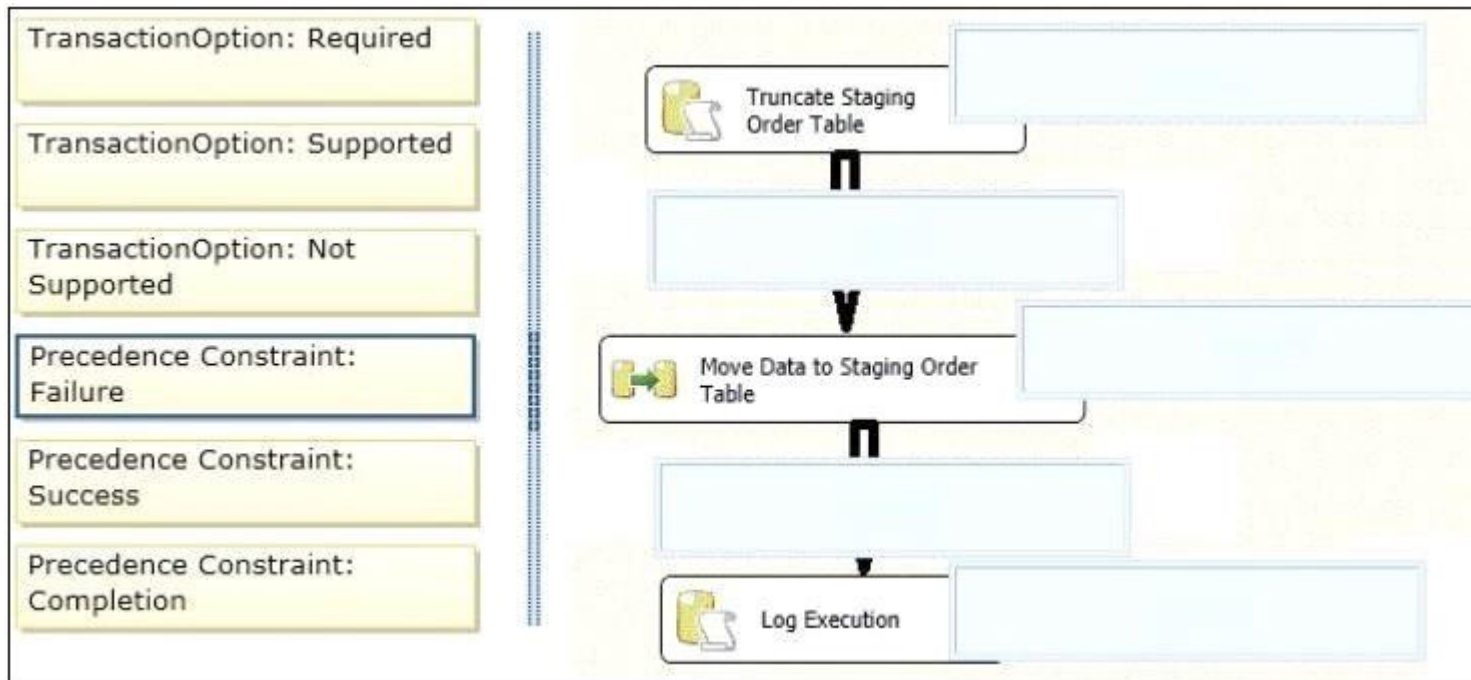 TransactionOption: Required
TransactionOption: Supported
TransactionOption: Not
Supported
Precedence Constraint:
Failure
Precedence Constraint:
Success
Precedence Constraint:
Completion
Truncate Staging
Order Table
Move Data to Staging Order
Table
Log Execution